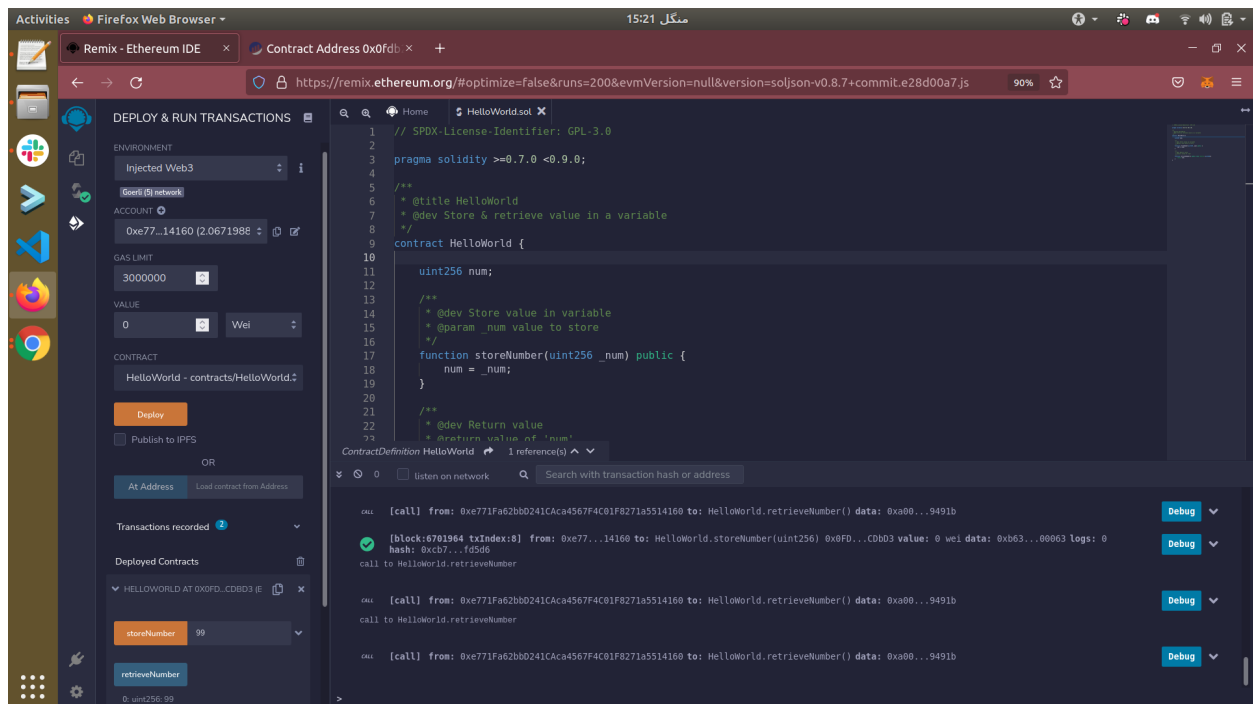 Activities Firefox Web Browser
منگل 15:21
Remix - Ethereum IDE × Contract Address 0x0fdb × +
https://remix.ethereum.org/#optimize=false&runs=200&evmVersion=null&version=soljson-v0.8.7+commit.e28d00a7.js 90%
DEPLOY & RUN TRANSACTIONS
ENVIRONMENT
Injected Web3
i
Goerli (5) network
ACCOUNT
0xe77...14160 (2.0671988
GAS LIMIT
3000000
VALUE
0 Wei
CONTRACT
HelloWorld - contracts/HelloWorld.
Deploy
Publish to IPFS
OR
At Address Load contract from Address
Transactions recorded 2
Deployed Contracts
HELLOWORLD AT 0X0FD...CDBD3 (E
storeNumber 99
retrieveNumber
0: uint256: 99
Home HelloWorld.sol
1 // SPDX-License-Identifier: GPL-3.0
2
3 pragma solidity >=0.7.0 <0.9.0;
4
5 /**
6 * @title HelloWorld
7 * @dev Store & retrieve value in a variable
8 */
9 contract HelloWorld {
10
11 uint256 num;
12
13 /**
14 * @dev Store value in variable
15 * @param _num value to store
16 */
17 function storeNumber(uint256 _num) public {
18 num = _num;
19 }
20
21 /**
22 * @dev Return value
23 * @return value of 'num'
ContractDefinition HelloWorld 1 reference(s)
0 listen on network Search with transaction hash or address
CALL [call] from: 0xe771Fa62bbD241CAca4567F4C01F8271a5514160 to: HelloWorld.retrieveNumber() data: 0xa00...9491b Debug
[block:6701964 txIndex:8] from: 0xe77...14160 to: HelloWorld.storeNumber(uint256) 0x0FD...CDbD3 value: 0 wei data: 0xb63...00063 logs: 0
hash: 0xcb7...fd5d6 Debug
call to HelloWorld.retrieveNumber
CALL [call] from: 0xe771Fa62bbD241CAca4567F4C01F8271a5514160 to: HelloWorld.retrieveNumber() data: 0xa00...9491b Debug
call to HelloWorld.retrieveNumber
CALL [call] from: 0xe771Fa62bbD241CAca4567F4C01F8271a5514160 to: HelloWorld.retrieveNumber() data: 0xa00...9491b Debug
>